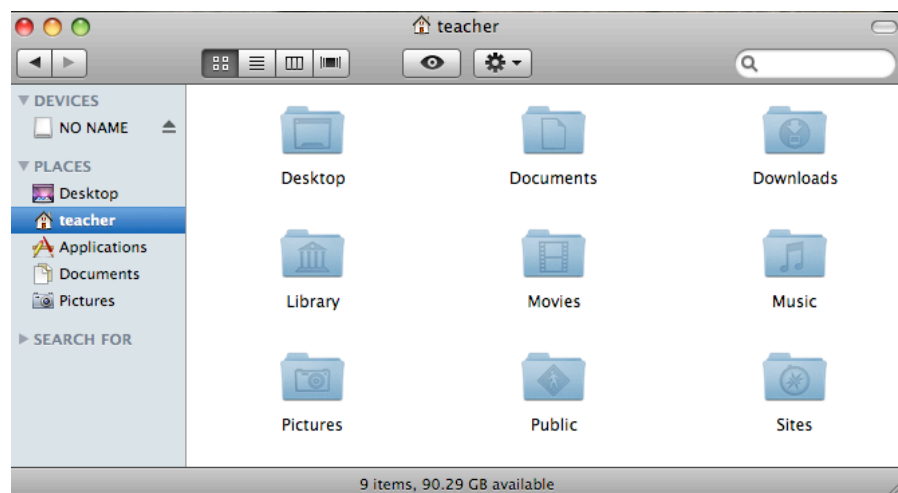 teacher
DEVICES
NO NAME
PLACES
Desktop
teacher
Applications
Documents
Pictures
SEARCH FOR
Desktop Documents Downloads
Library Movies Music
Pictures Public Sites
9 items, 90.29 GB available